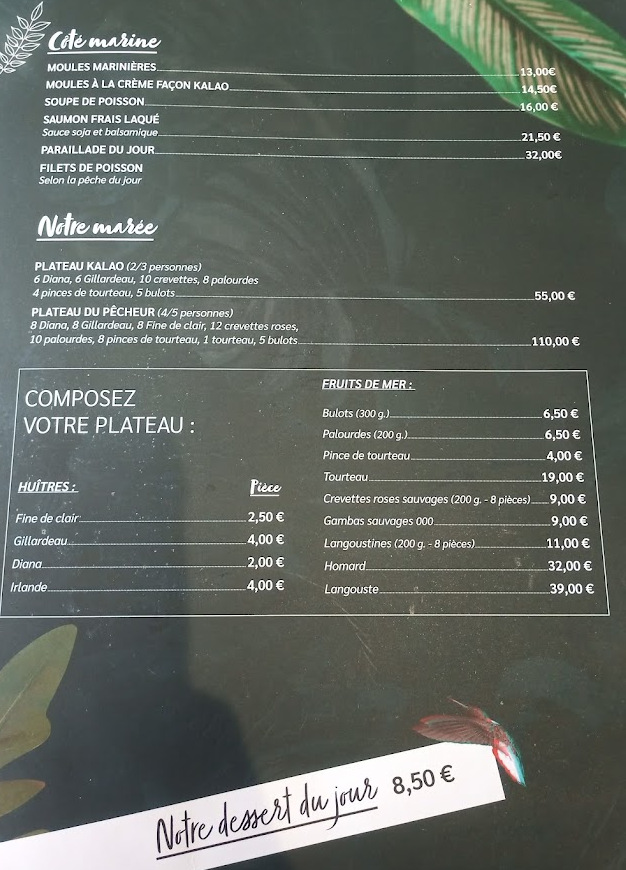 Côté marine
MOULES MARINIÈRES 13,00€
MOULES À LA CRÈME FAÇON KALAO 14,50€
SOUPE DE POISSON 16,00 €
SAUMON FRAIS LAQUÉ
Sauce soja et balsamique 21,50 €
PARAILLADE DU JOUR 32,00€
FILETS DE POISSON
Selon la pêche du jour
Notre marée
PLATEAU KALAO (2/3 personnes)
6 Diana, 6 Gillardeau, 10 crevettes, 8 palourdes
4 pinces de tourteau, 5 bulots 55,00 €
PLATEAU DU PÊCHEUR (4/5 personnes)
8 Diana, 8 Gillardeau, 8 Fine de clair, 12 crevettes roses,
10 palourdes, 8 pinces de tourteau, 1 tourteau, 5 bulots 110,00 €
COMPOSEZ
VOTRE PLATEAU :
HUÎTRES : Pièce
Fine de clair 2,50 €
Gillardeau 4,00 €
Diana 2,00 €
Irlande 4,00 €
FRUITS DE MER :
Bulots (300 g.) 6,50 €
Palourdes (200 g.) 6,50 €
Pince de tourteau 4,00 €
Tourteau 19,00 €
Crevettes roses sauvages (200 g. - 8 pièces) 9,00 €
Gambas sauvages 000 9,00 €
Langoustines (200 g. - 8 pièces) 11,00 €
Homard 32,00 €
Langouste 39,00 €
Notre dessert du jour 8,50 €